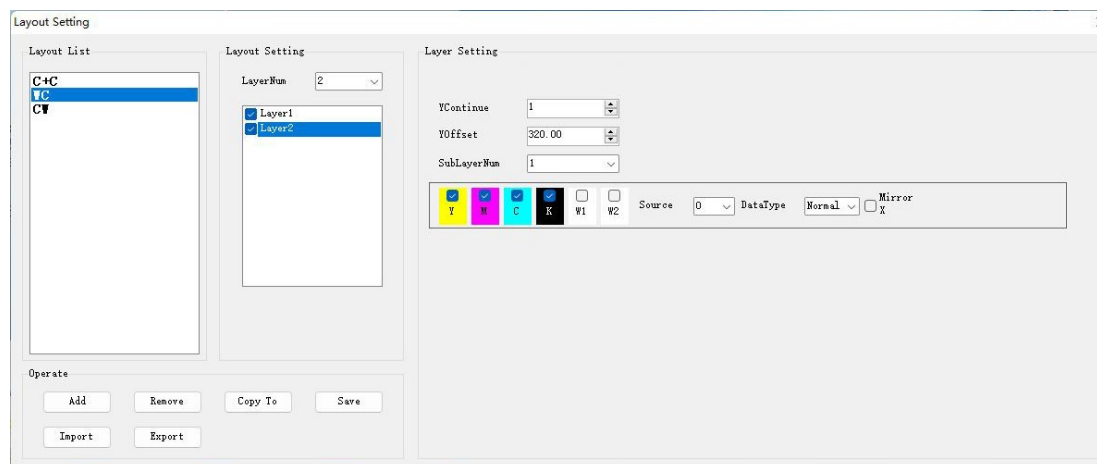 Layout Setting
Layout List
C+C
WC
CW
Layout Setting
LayerNum 2
Layer1
Layer2
Layer Setting
YContinue 1
YOffset 320.00
SubLayerNum 1
Y M C K W1 W2 Source 0 DataType Normal Mirror X
Operate
Add Remove Copy To Save
Import Export